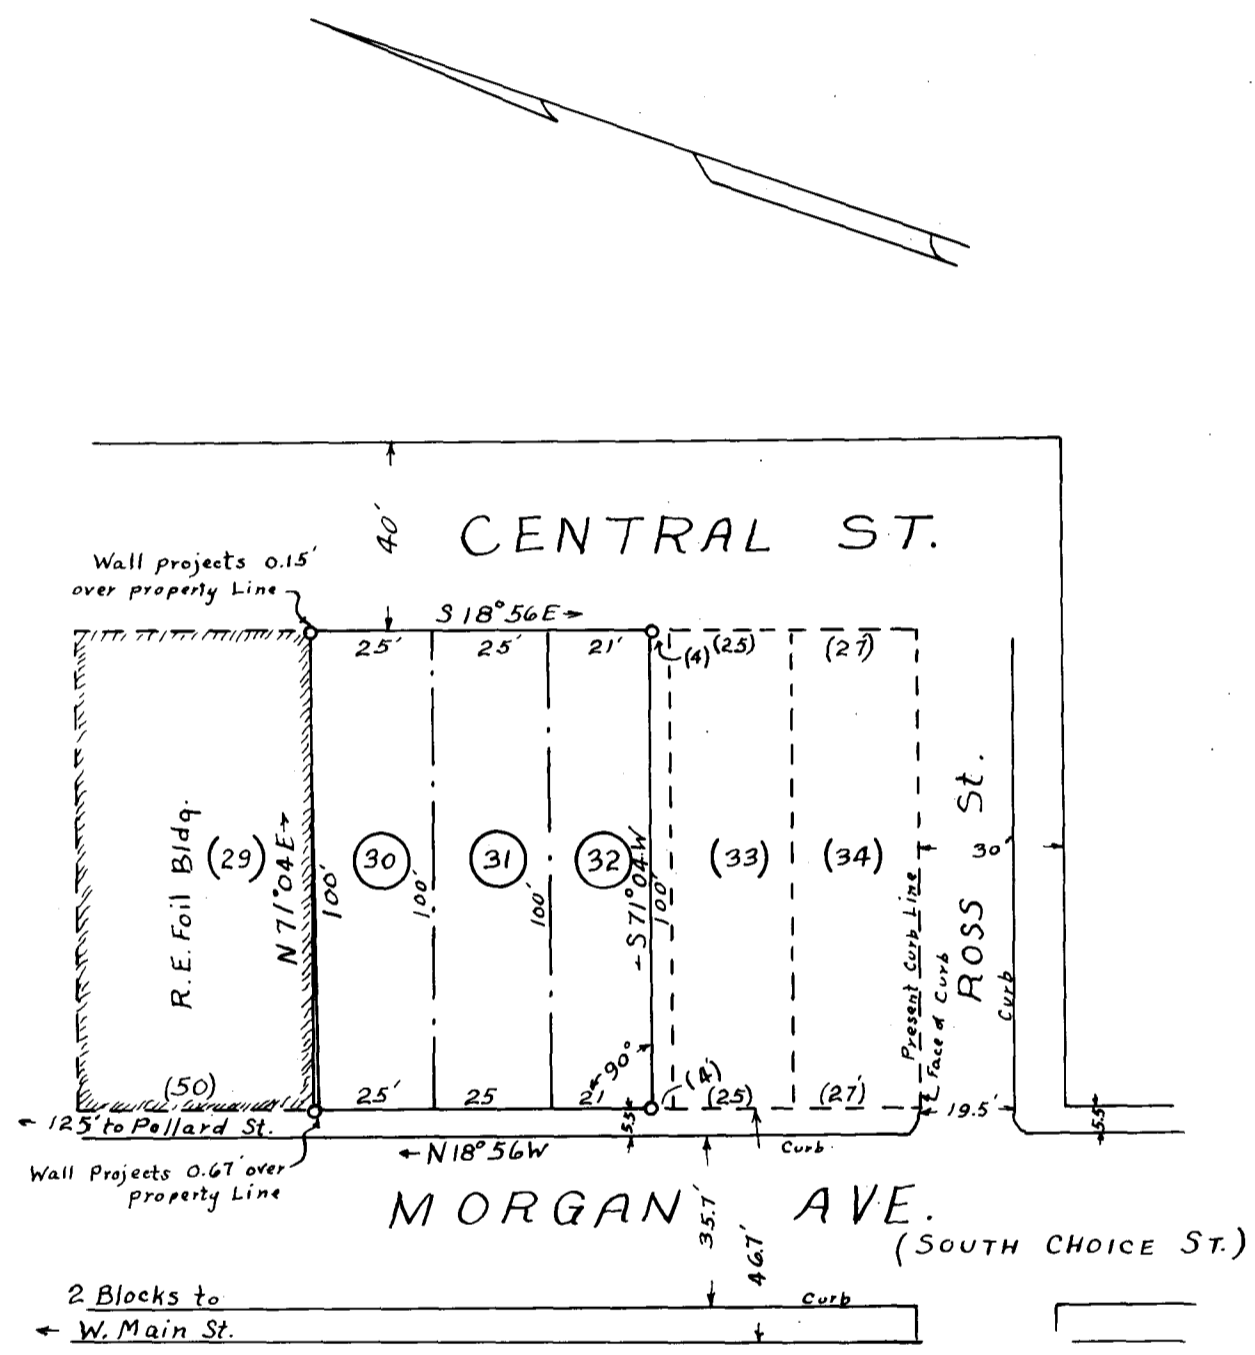 40'
CENTRAL ST.
Wall projects 0.15'
over property Line
S 18°56E→
25'
25'
21'
(4)
(25)
(27)
R.E. Foil Bldg.
(29)
N71°04E→
100'
30
100'
31
100'
32
←S71°04W
100'
(33)
(34)
Present Curb Line
Face of Curb
ROSS St.
30'
Curb
90°
(50)
25'
25
21'
(4')
(25)
(27')
19.5'
5.5'
5.5'
← 125' to Pollard St.
←N18°56W
Curb
Wall Projects 0.67' over
property Line
MORGAN AVE.
(SOUTH CHOICE ST.)
35.7'
46.7'
2 Blocks to
← W. Main St.
Curb